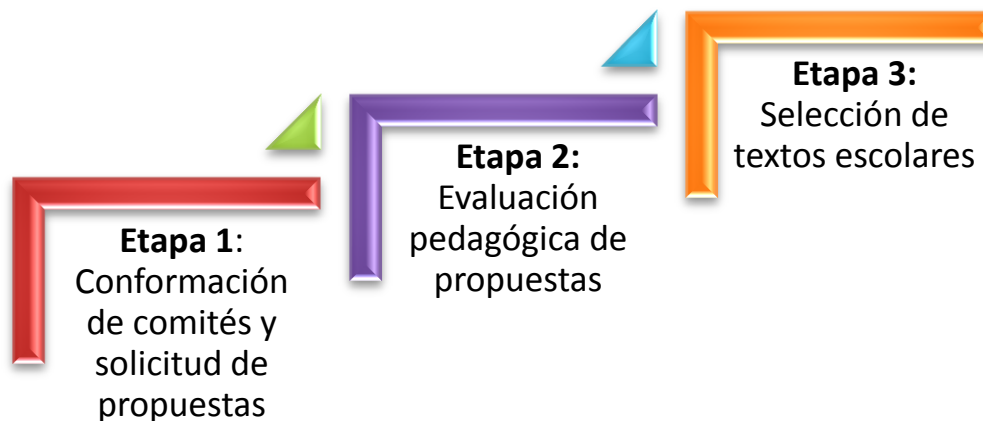 Etapa 1:
Conformación
de comités y
solicitud de
propuestas
Etapa 2:
Evaluación
pedagógica de
propuestas
Etapa 3:
Selección de
textos escolares